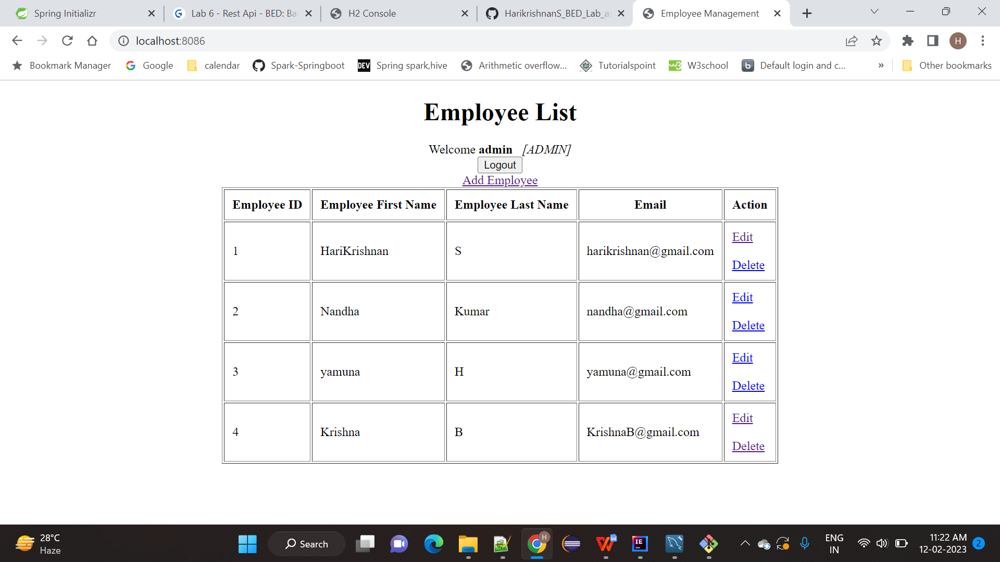 Spring Initializr
Lab 6 - Rest Api - BED: Ba
H2 Console
HarikrishnanS_BED_Lab_a
Employee Management
localhost:8086
H
Bookmark Manager
Google
calendar
Spark-Springboot
DEV Spring spark,hive
Arithmetic overflow...
Tutorialspoint
W3school
Default login and c...
»
Other bookmarks
Employee List
Welcome admin [ADMIN]
Logout
Add Employee
Employee ID Employee First Name Employee Last Name Email Action
1 HariKrishnan S harikrishnan@gmail.com Edit
Delete
2 Nandha Kumar nandha@gmail.com Edit
Delete
3 yamuna H yamuna@gmail.com Edit
Delete
4 Krishna B KrishnaB@gmail.com Edit
Delete
28°C
Haze
Search
H
W
IE
ENG
IN
11:22 AM
12-02-2023
2